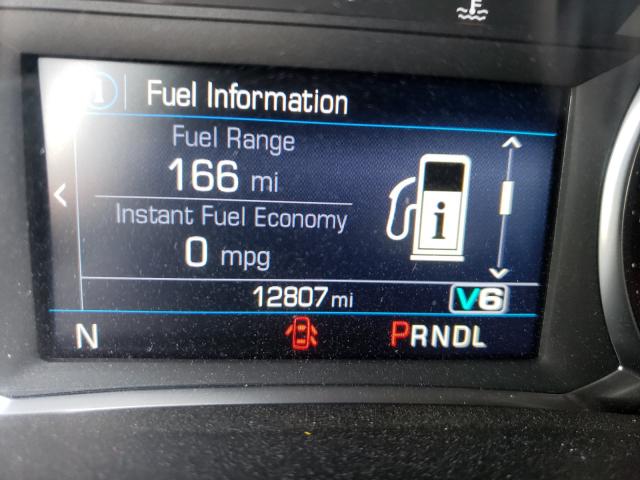 Fuel Information
Fuel Range
166 mi
Instant Fuel Economy
0 mpg
i
12807 mi
V6
N
PRNDL